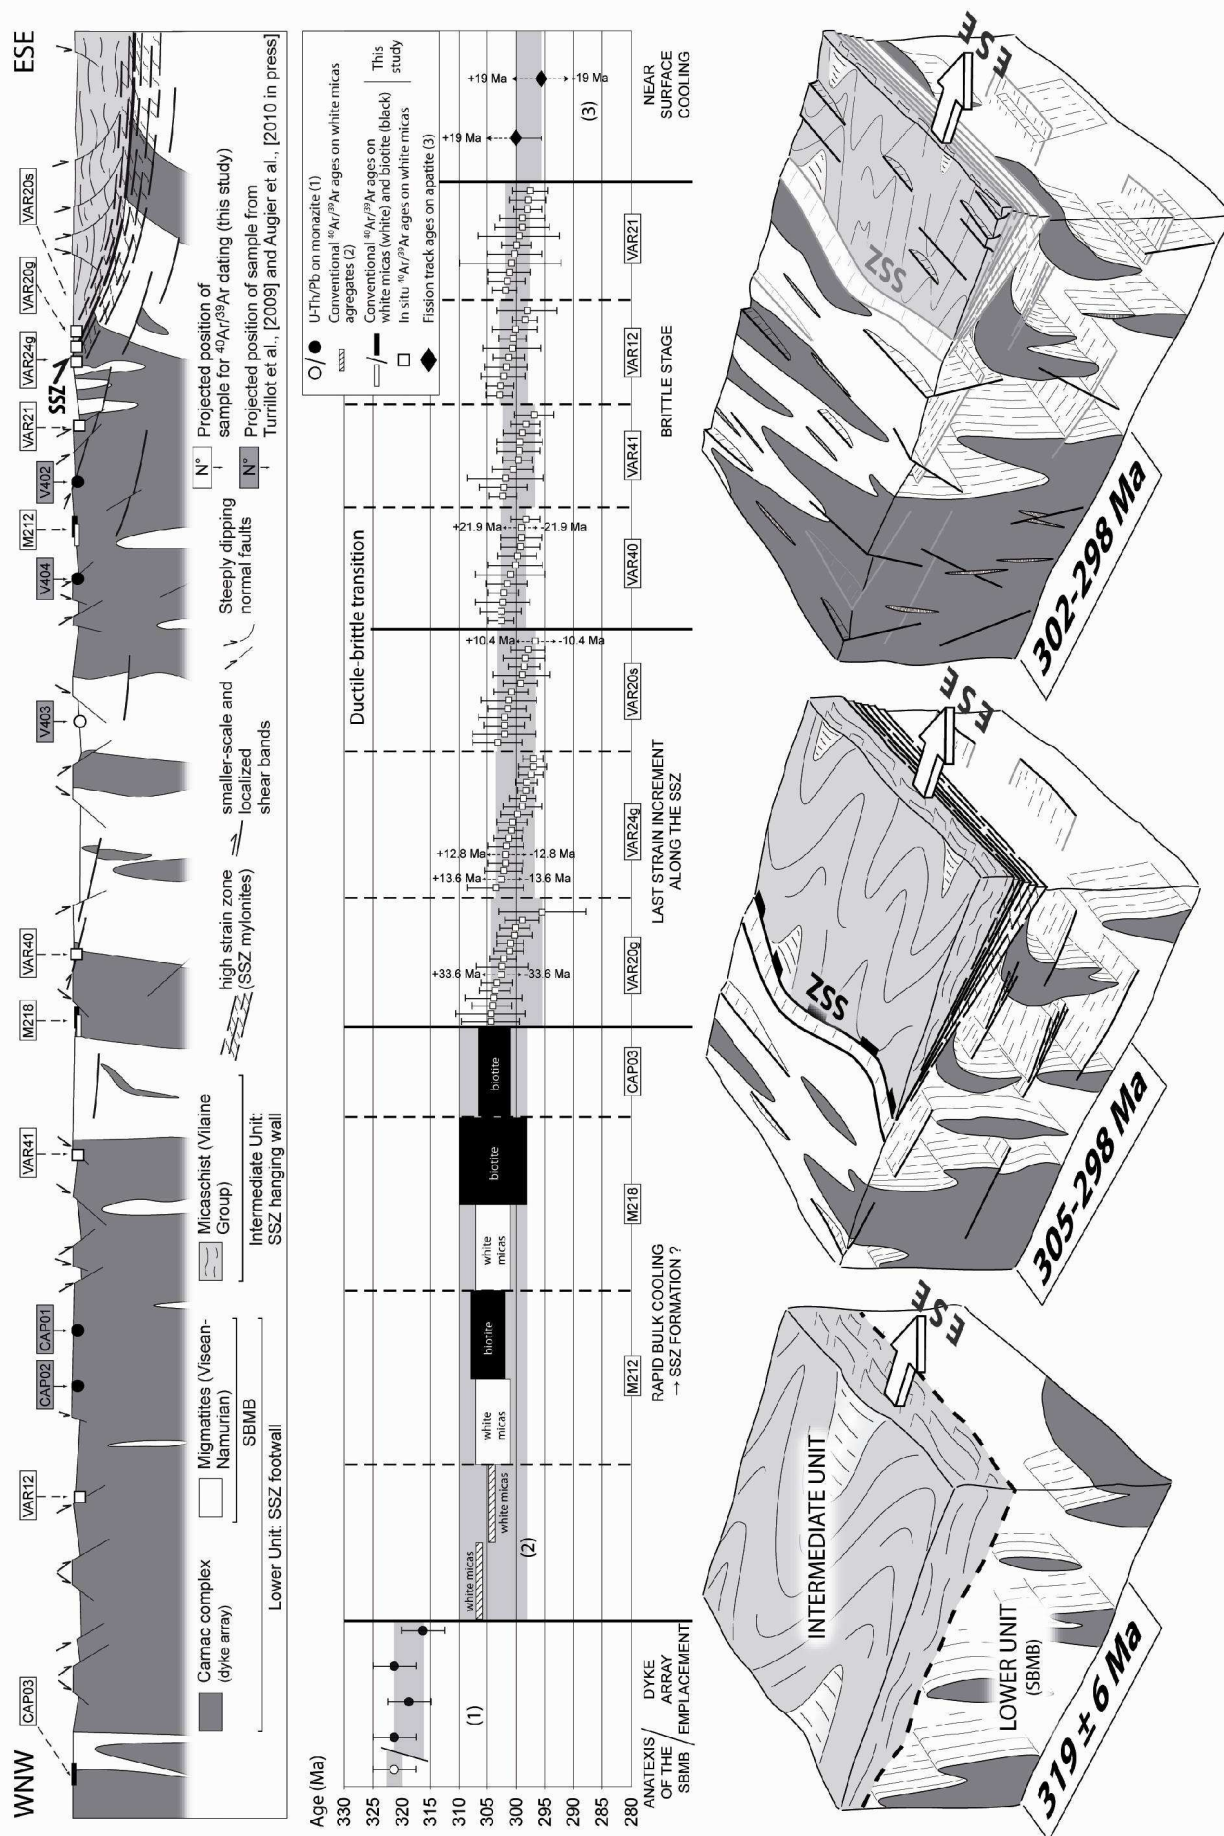 WNW
ESE
CAP03
VAR12
CAP02
CAP01
VAR41
M218
VAR40
V403
V404
M212
V402
VAR21
SSZ
VAR24g
VAR20g
VAR20s
Carnac complex
(dyke array)
Migmatites (Visean-
Namurian)
SBMB
Lower Unit: SSZ footwall
Micaschist (Vilaine
Group)
Intermediate Unit:
SSZ hanging wall
high strain zone
(SSZ mylonites)
smaller-scale and
localized
shear bands
Steeply dipping
normal faults
N°
Projected position of
sample for 40Ar/39Ar dating (this study)
N°
Projected position of sample from
Turrillot et al., [2009] and Augier et al., [2010 in press]
Age (Ma)
330
325
320
315
310
305
300
295
290
285
280
(1)
white micas
white micas
(2)
white
micas
biotite
white
micas
biotite
biotite
+33.6 Ma
-33.6 Ma
+13.6 Ma
-13.6 Ma
+12.8 Ma
-12.8 Ma
+10.4 Ma
-10.4 Ma
Ductile-brittle transition
+21.9 Ma
-21.9 Ma
+19 Ma
+19 Ma
-19 Ma
(3)
U-Th/Pb on monazite (1)
Conventional 40Ar/39Ar ages on white micas
agregates (2)
Conventional 40Ar/39Ar ages on
white micas (white) and biotite (black)
In situ 40Ar/39Ar ages on white micas
This
study
Fission track ages on apatite (3)
M212
M218
CAP03
VAR20g
VAR24g
VAR20s
VAR40
VAR41
VAR12
VAR21
ANATEXIS
OF THE
SBMB
DYKE
ARRAY
EMPLACEMENT
RAPID BULK COOLING
→ SSZ FORMATION ?
LAST STRAIN INCREMENT
ALONG THE SSZ
BRITTLE STAGE
NEAR
SURFACE
COOLING
INTERMEDIATE UNIT
LOWER UNIT
(SBMB)
ESE
319 ± 6 Ma
SSZ
ESE
305-298 Ma
SSZ
ESE
302-298 Ma